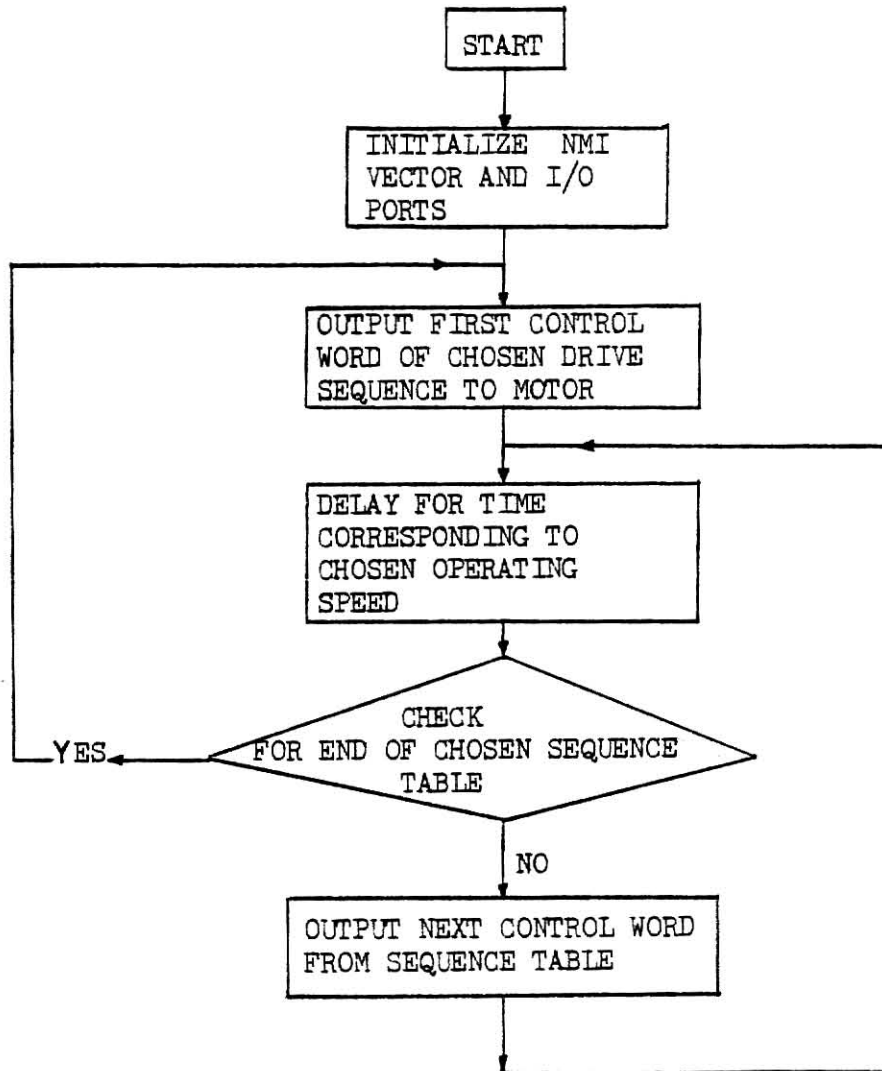 START
INITIALIZE NMI
VECTOR AND I/O
PORTS
OUTPUT FIRST CONTROL
WORD OF CHOSEN DRIVE
SEQUENCE TO MOTOR
DELAY FOR TIME
CORRESPONDING TO
CHOSEN OPERATING
SPEED
CHECK
FOR END OF CHOSEN SEQUENCE
TABLE
YES
NO
OUTPUT NEXT CONTROL WORD
FROM SEQUENCE TABLE